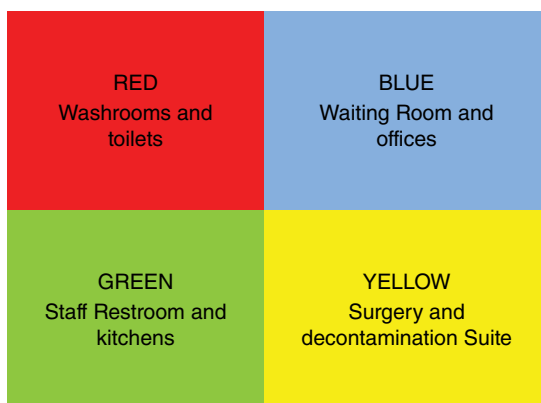 RED
Washrooms and
toilets
BLUE
Waiting Room and
offices
GREEN
Staff Restroom and
kitchens
YELLOW
Surgery and
decontamination Suite